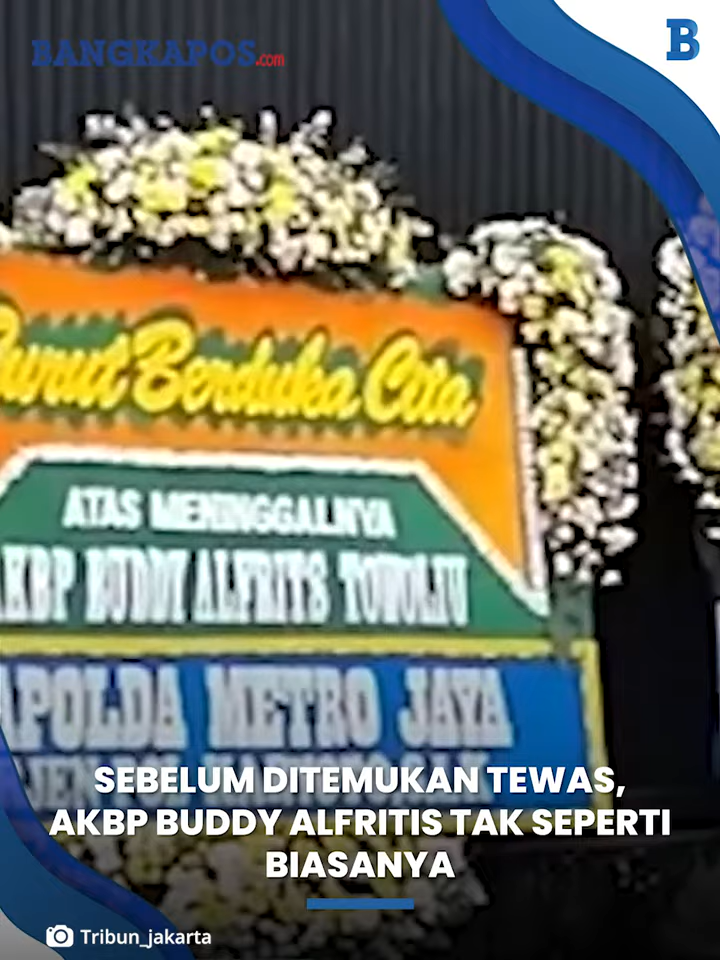 BANGKAPOS.com
B
Turut Berduka Cita
ATAS MENINGGALNYA
AKBP BUDDY ALFRITS TOWOLIU
KAPOLDA METRO JAYA
SEBELUM DITEMUKAN TEWAS,
AKBP BUDDY ALFRITIS TAK SEPERTI
BIASANYA
Tribun_jakarta